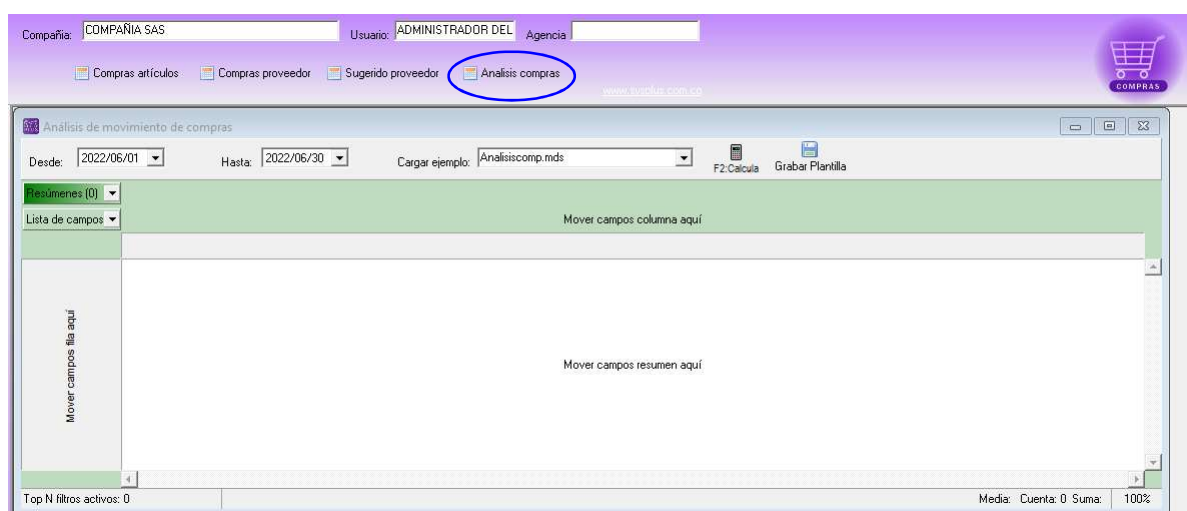 Compañia: COMPAÑIA SAS Usuario: ADMINISTRADOR DEL Agencia
Compras artículos Compras proveedor Sugerido proveedor Analisis compras
www.sysolus.com.co
COMPRAS
Análisis de movimiento de compras
Desde: 2022/06/01 Hasta: 2022/06/30 Cargar ejemplo: Analisiscomp.mds F2:Calcula Grabar Plantilla
Resúmenes (0)
Lista de campos Mover campos columna aquí
Mover campos fila aquí
Mover campos resumen aquí
Top N filtros activos: 0 Media: Cuenta: 0 Suma: 100%